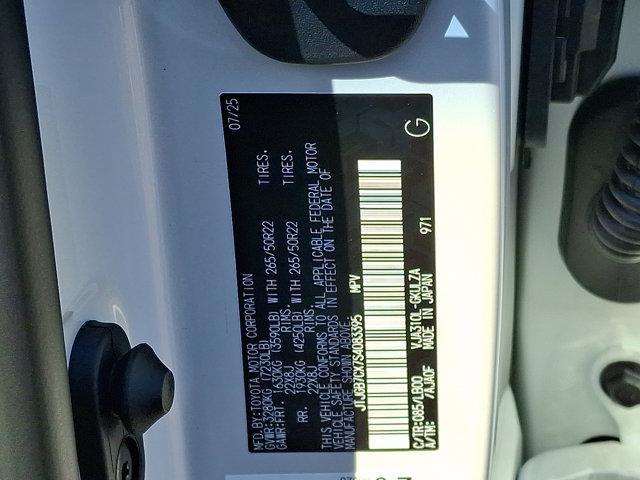 MFD.BY:TOYOTA MOTOR CORPORATION 07/25
GVWR:3280KG (7230LB)
GAWR:FRT. 1630KG (3590LB) WITH 265/50R22 TIRES.
22X8J RIMS.
RR. 1930KG (4250LB) WITH 265/50R22 TIRES.
22X8J RIMS.
THIS VEHICLE CONFORMS TO ALL APPLICABLE FEDERAL MOTOR
VEHICLE SAFETY STANDARDS IN EFFECT ON THE DATE OF
MANUFACTURE SHOWN ABOVE.
JTJGB7CX7S4083395 MPV
C/TR:085/LB00 VJA310L-GKULZA
A/TM: /AJA0F MADE IN JAPAN 971
G